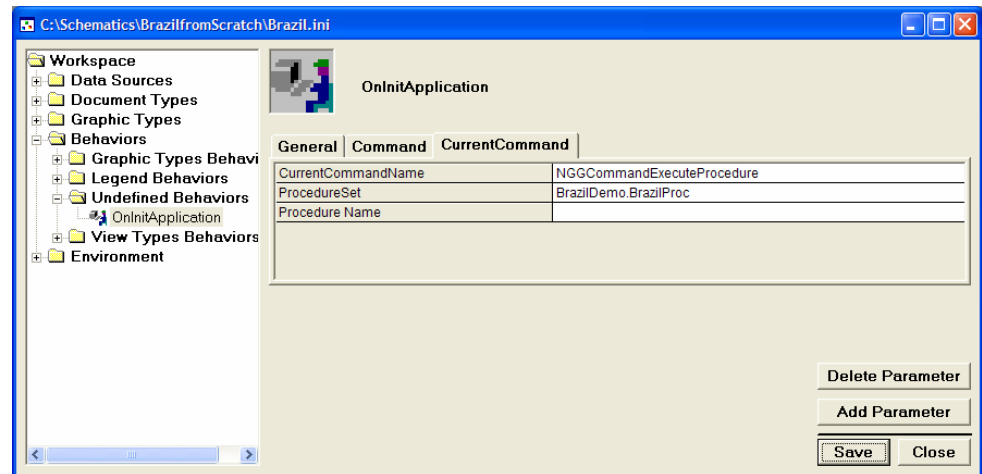 C:\Schematics\BrazilfromScratch\Brazil.ini
Workspace
Data Sources
Document Types
Graphic Types
Behaviors
Graphic Types Behavi
Legend Behaviors
Undefined Behaviors
OnInitApplication
View Types Behaviors
Environment
OnInitApplication
General Command CurrentCommand
CurrentCommandName NGGCommandExecuteProcedure
ProcedureSet BrazilDemo.BrazilProc
Procedure Name
Delete Parameter
Add Parameter
Save Close